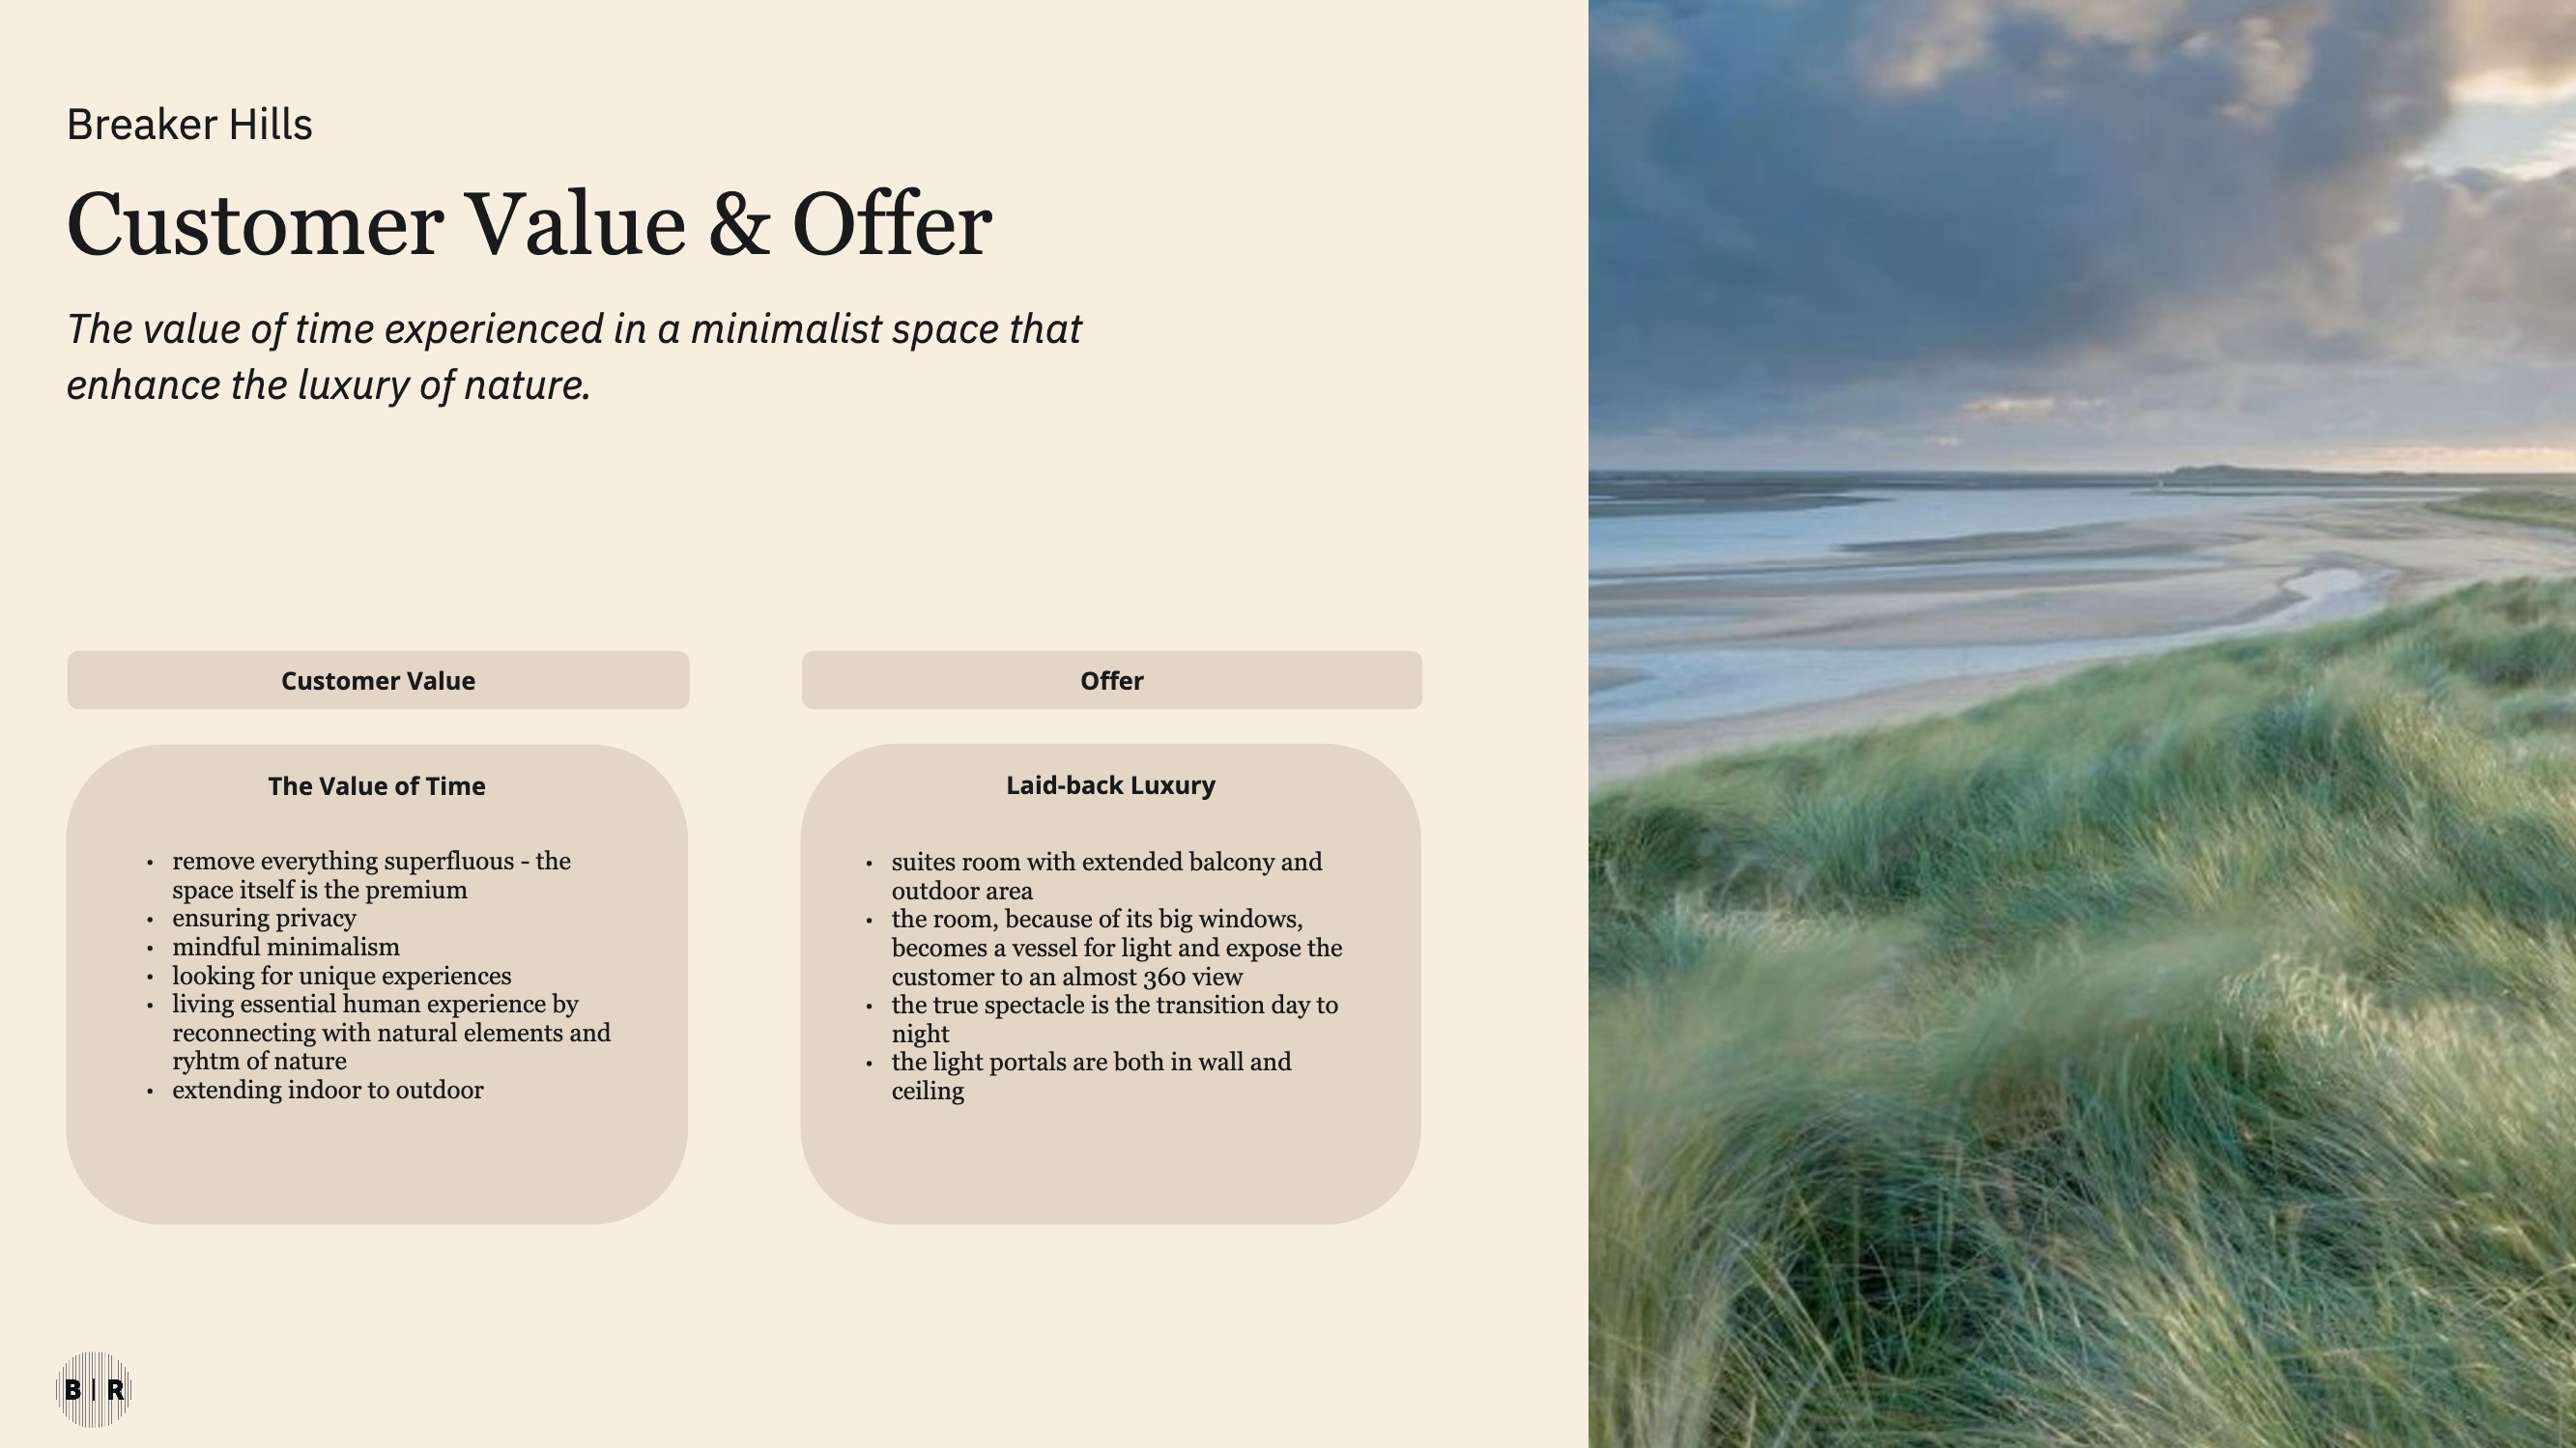 Breaker Hills
Customer Value & Offer
The value of time experienced in a minimalist space that
enhance the luxury of nature.
Customer Value
The Value of Time
• remove everything superfluous - the
space itself is the premium
• ensuring privacy
• mindful minimalism
• looking for unique experiences
• living essential human experience by
reconnecting with natural elements and
ryhtm of nature
• extending indoor to outdoor
Offer
Laid-back Luxury
• suites room with extended balcony and
outdoor area
• the room, because of its big windows,
becomes a vessel for light and expose the
customer to an almost 360 view
• the true spectacle is the transition day to
night
• the light portals are both in wall and
ceiling
B | R